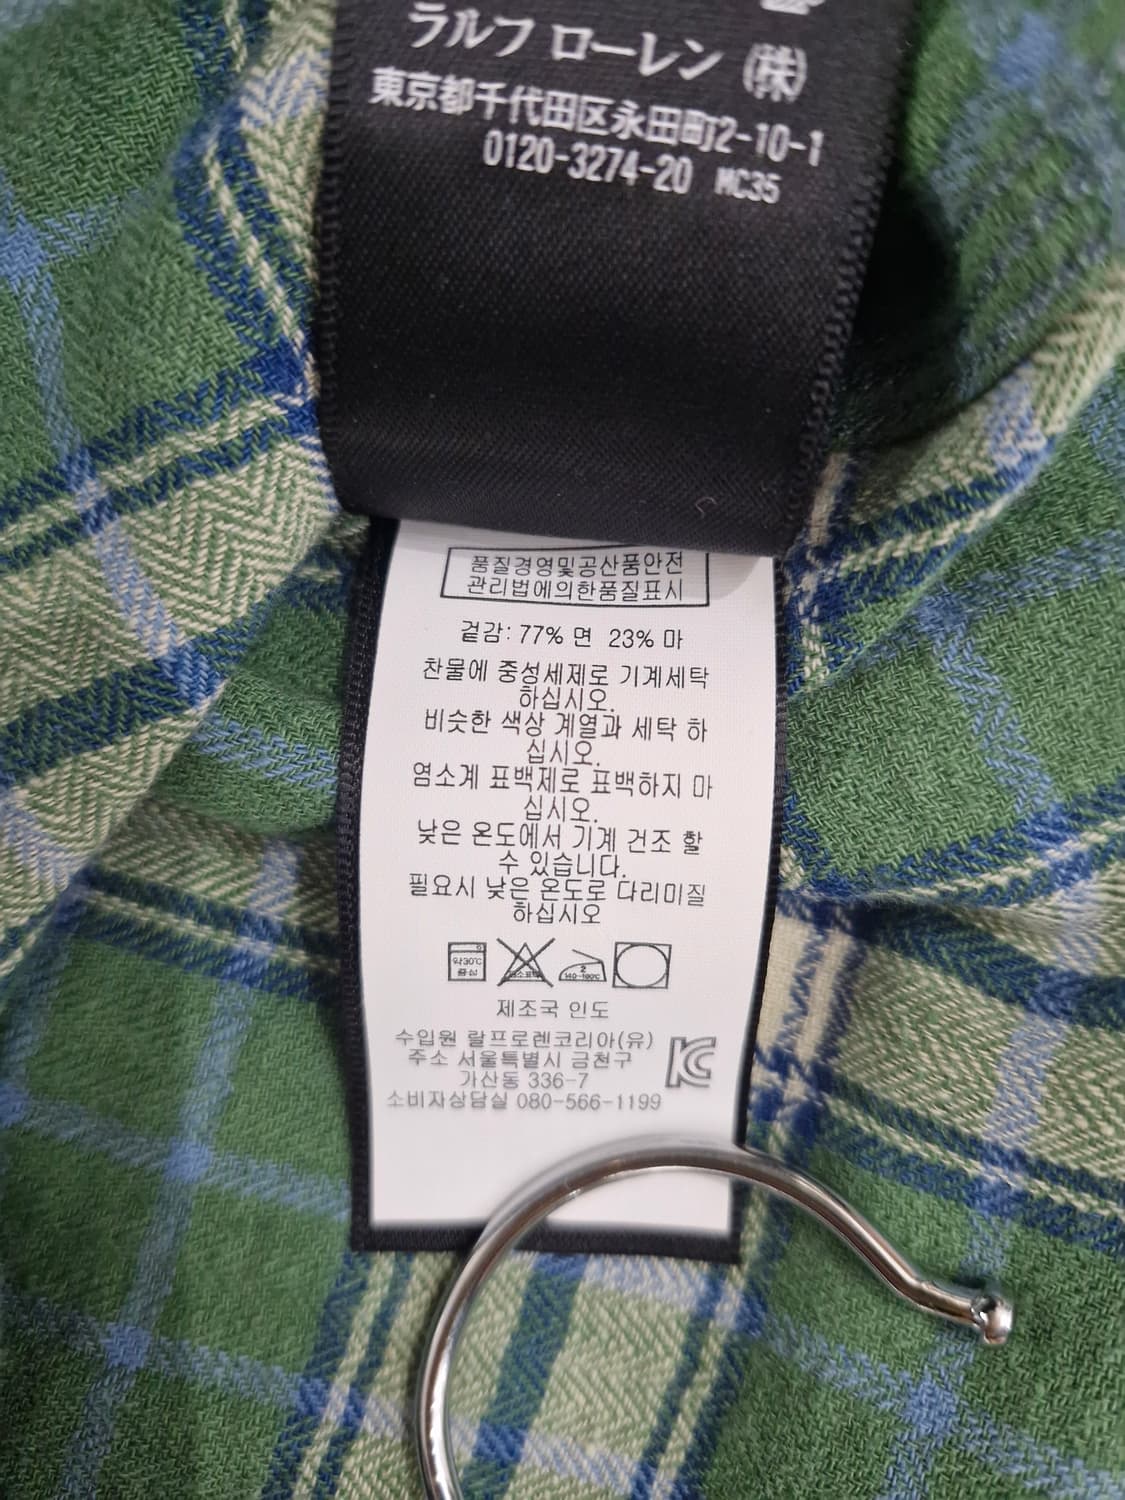 ラルフ ローレン (株)
東京都千代田区永田町2-10-1
0120-3274-20 MC35
품질경영및공산품안전
관리법에의한품질표시
겉감: 77% 면 23% 마
찬물에 중성세제로 기계세탁
하십시오.
비슷한 색상 계열과 세탁 하
십시오.
염소계 표백제로 표백하지 마
십시오.
낮은 온도에서 기계 건조 할
수 있습니다.
필요시 낮은 온도로 다리미질
하십시오
약30℃
중성
염소표백
2
140-160℃
제조국 인도
수입원 랄프로렌코리아(유)
주소 서울특별시 금천구
가산동 336-7
소비자상담실 080-566-1199
KC